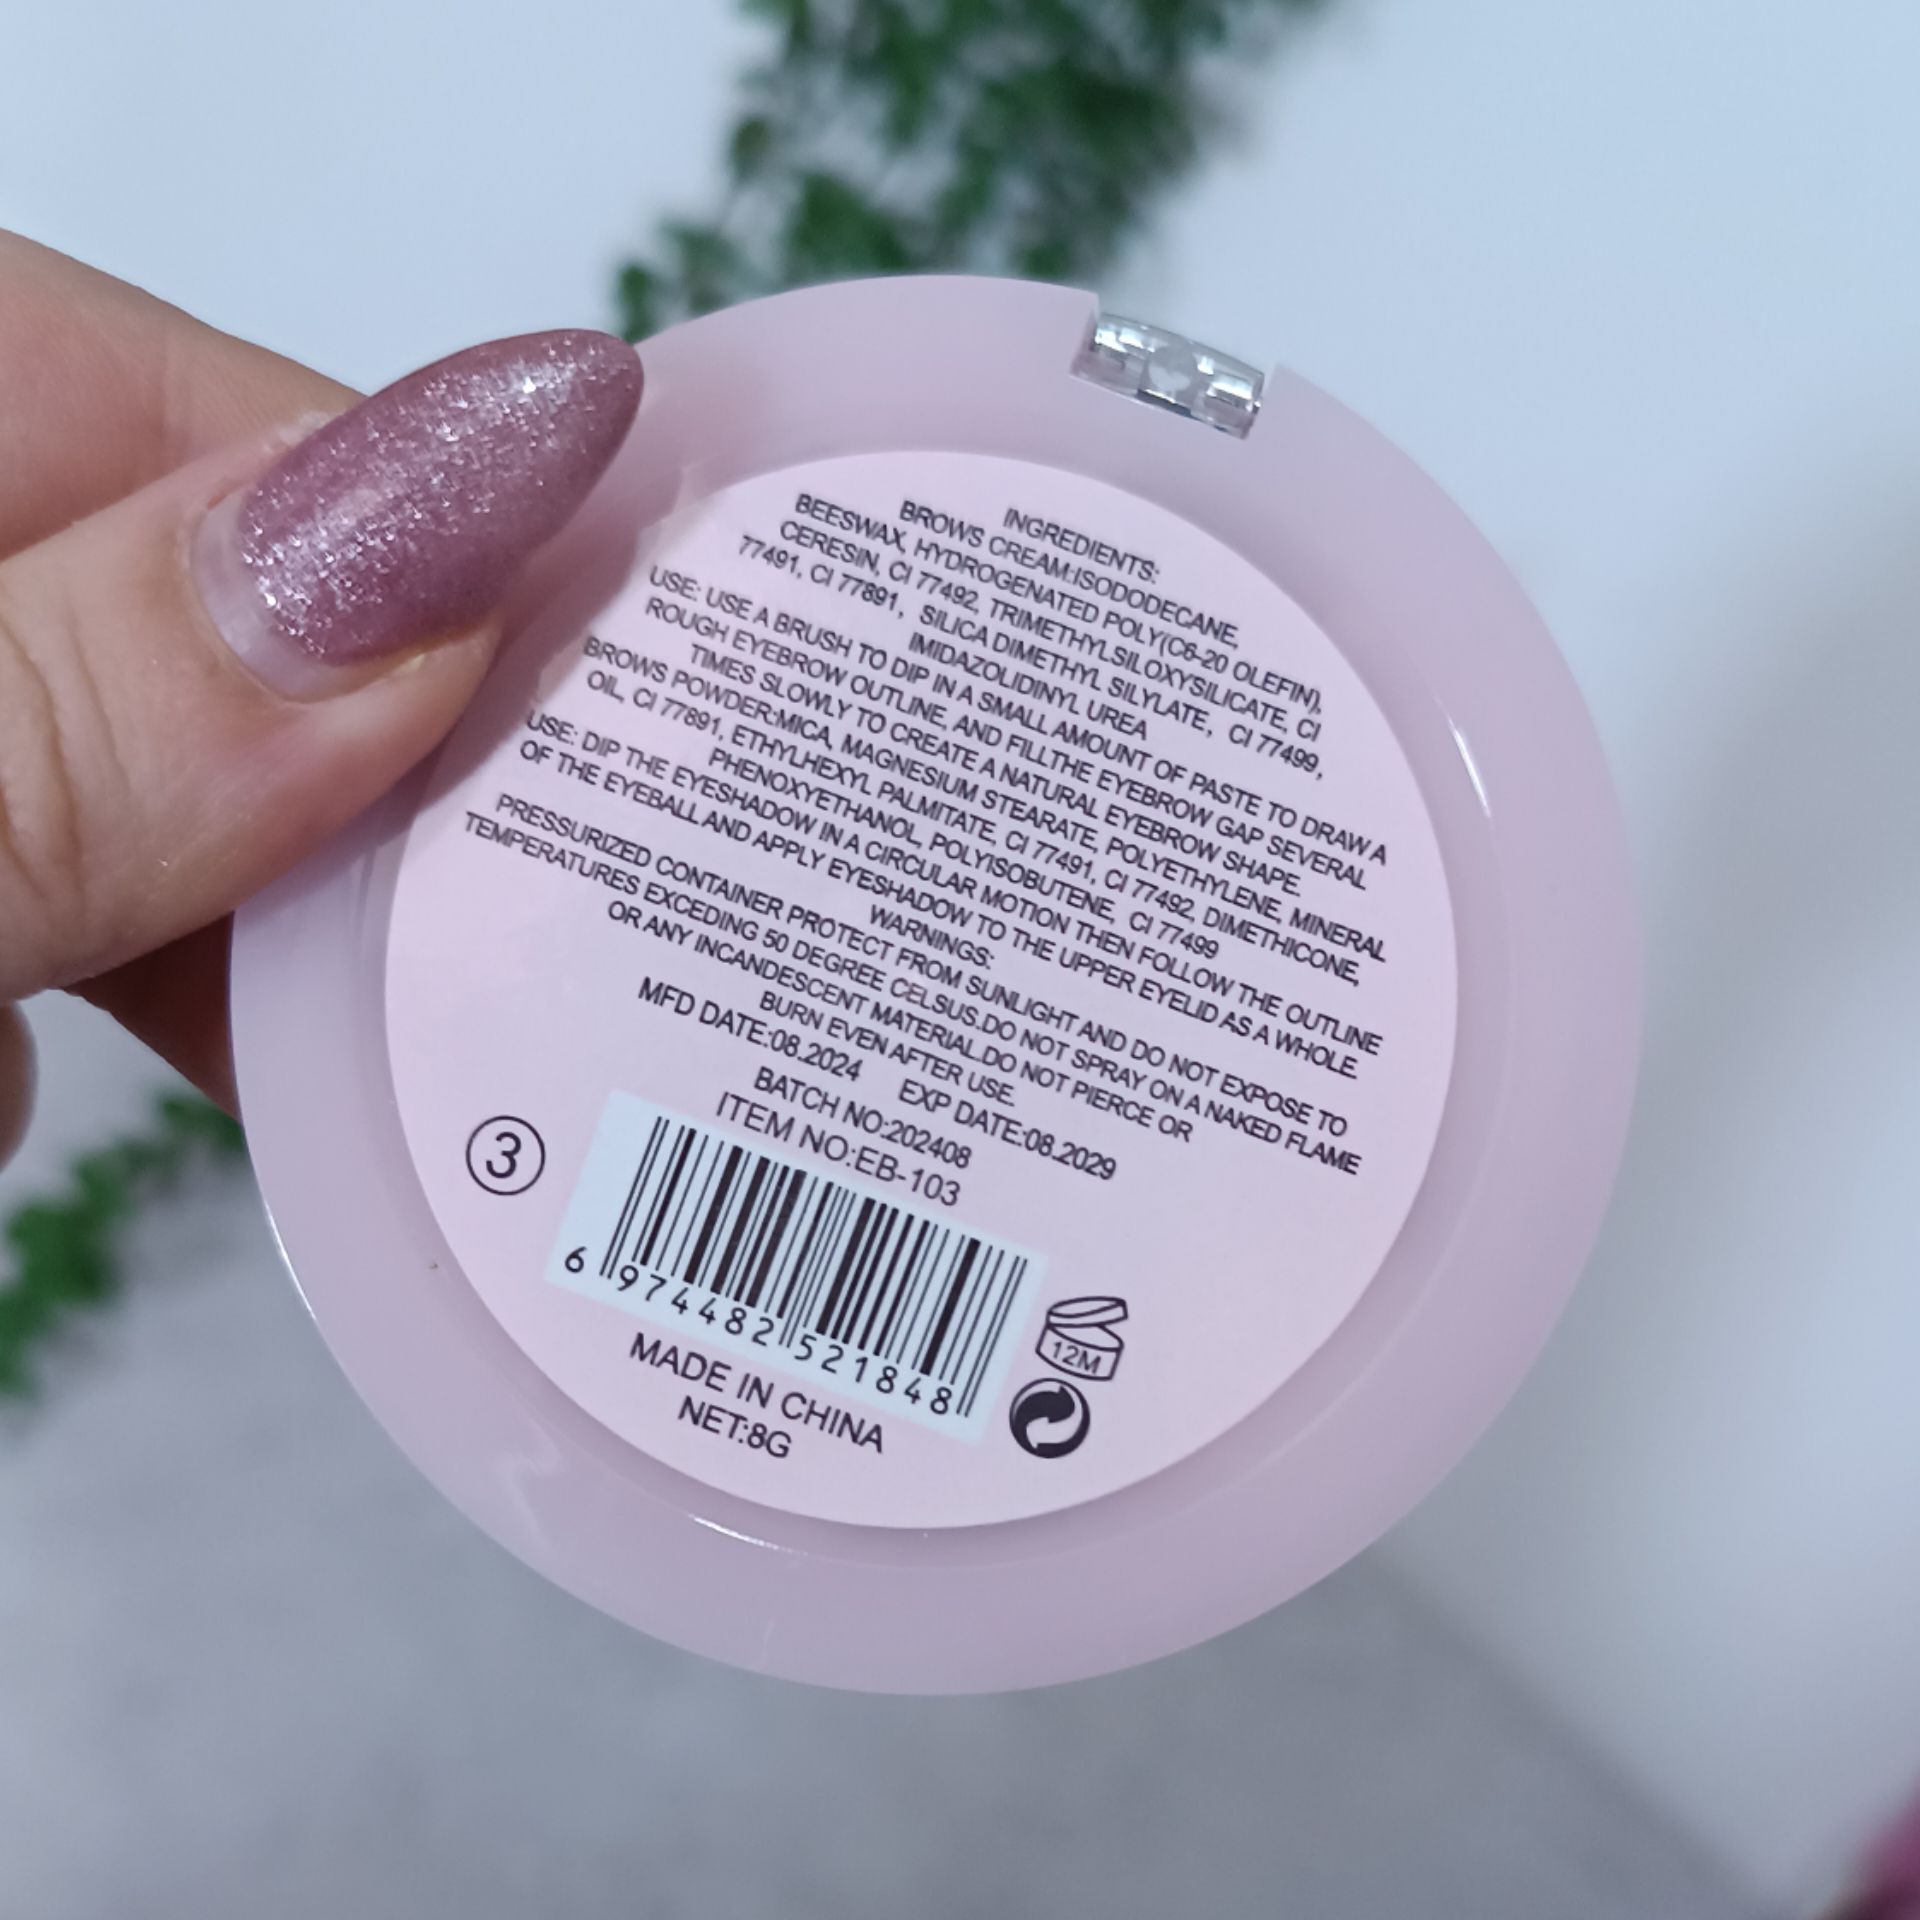 INGREDIENTS:
BROWS CREAM:ISODODECANE,
BEESWAX, HYDROGENATED POLY(C6-20 OLEFIN),
CERESIN, CI 77492, TRIMETHYLSILOXYSILICATE, CI
77491, CI 77891, SILICA DIMETHYL SILYLATE, CI 77499,
IMIDAZOLIDINYL UREA
USE: USE A BRUSH TO DIP IN A SMALL AMOUNT OF PASTE TO DRAW A
ROUGH EYEBROW OUTLINE, AND FILLTHE EYEBROW GAP SEVERAL
TIMES SLOWLY TO CREATE A NATURAL EYEBROW SHAPE.
BROWS POWDER:MICA, MAGNESIUM STEARATE, POLYETHYLENE, MINERAL
OIL, CI 77891, ETHYLHEXYL PALMITATE, CI 77491, CI 77492, DIMETHICONE,
PHENOXYETHANOL, POLYISOBUTENE, CI 77499
USE: DIP THE EYESHADOW IN A CIRCULAR MOTION THEN FOLLOW THE OUTLINE
OF THE EYEBALL AND APPLY EYESHADOW TO THE UPPER EYELID AS A WHOLE.
WARNINGS:
PRESSURIZED CONTAINER PROTECT FROM SUNLIGHT AND DO NOT EXPOSE TO
TEMPERATURES EXCEDING 50 DEGREE CELSUS.DO NOT SPRAY ON A NAKED FLAME
OR ANY INCANDESCENT MATERIAL.DO NOT PIERCE OR
BURN EVEN AFTER USE.
MFD DATE:08.2024 EXP DATE:08.2029
BATCH NO:202408
ITEM NO:EB-103
3
6 974482 521848
12M
MADE IN CHINA
NET:8G